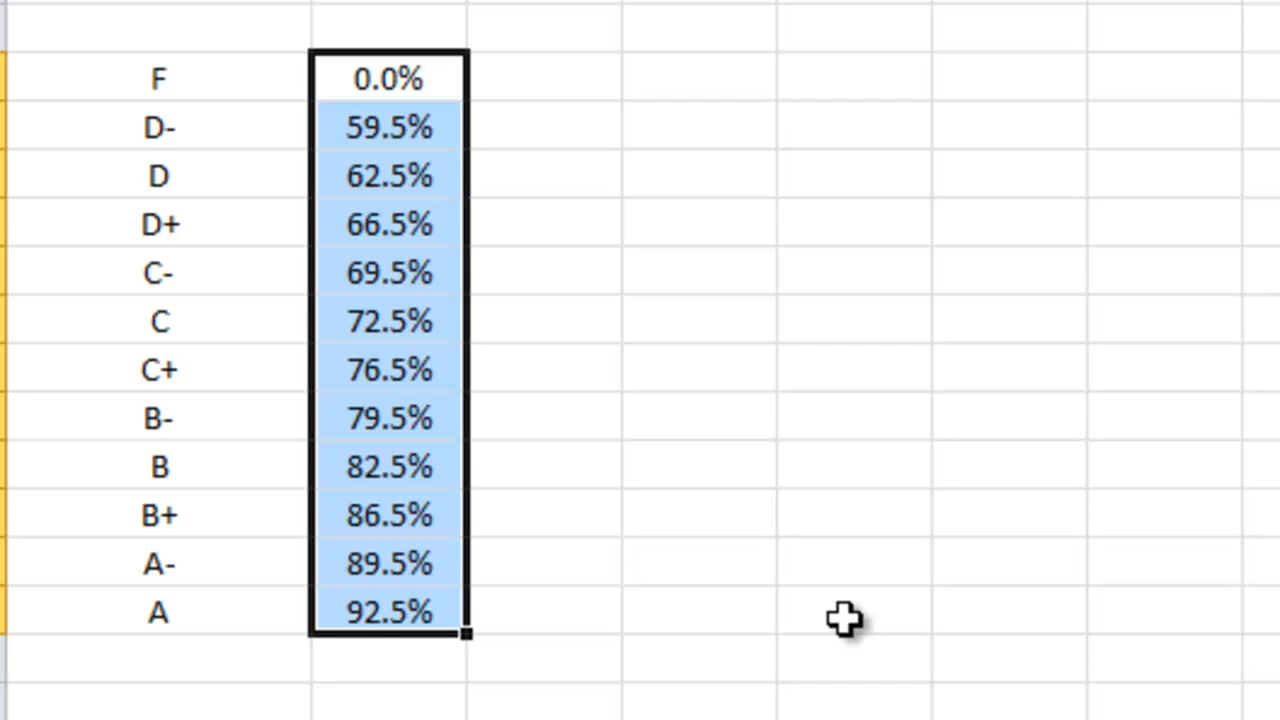 F 0.0%
D- 59.5%
D 62.5%
D+ 66.5%
C- 69.5%
C 72.5%
C+ 76.5%
B- 79.5%
B 82.5%
B+ 86.5%
A- 89.5%
A 92.5%